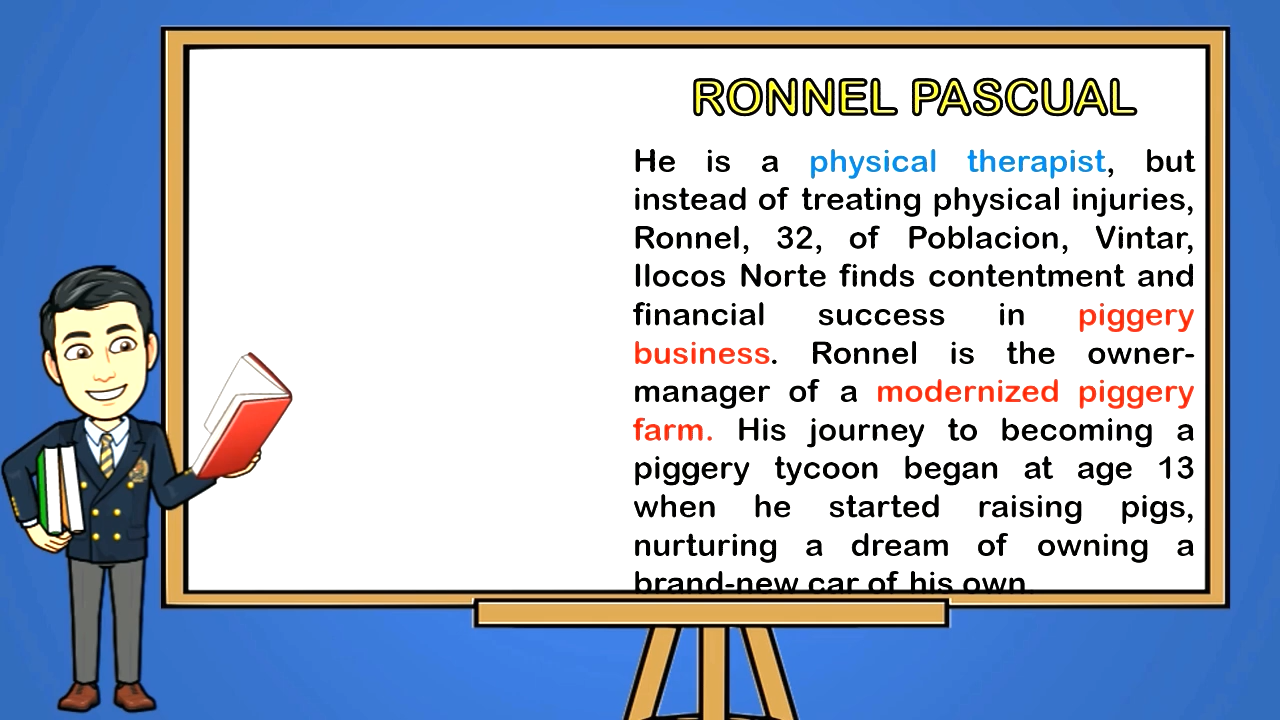 RONNEL PASCUAL
He is a physical therapist, but
instead of treating physical injuries,
Ronnel, 32, of Poblacion, Vintar,
Ilocos Norte finds contentment and
financial success in piggery
business. Ronnel is the owner-
manager of a modernized piggery
farm. His journey to becoming a
piggery tycoon began at age 13
when he started raising pigs,
nurturing a dream of owning a
brand-new car of his own.